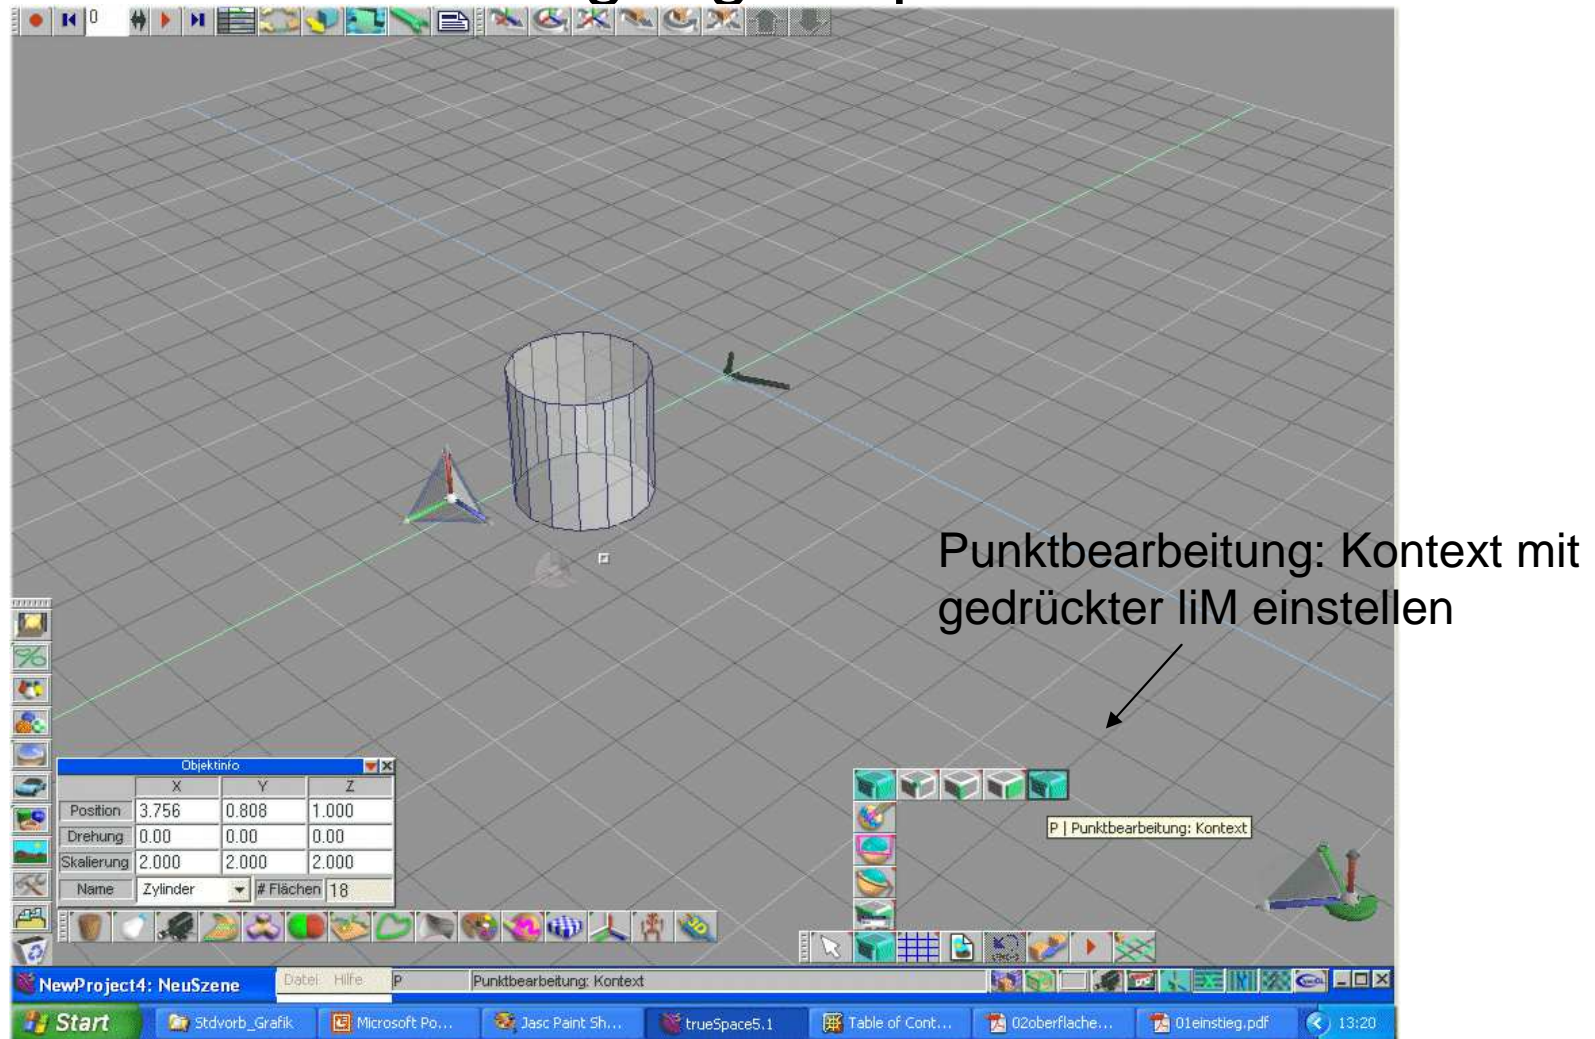 0
Punktbearbeitung: Kontext mit
gedrückter liM einstellen
Objektinfo
X Y Z
Position 3.756 0.808 1.000
Drehung 0.00 0.00 0.00
Skalierung 2.000 2.000 2.000
Name Zylinder # Flächen 18
P | Punktbearbeitung: Kontext
NewProject4: NeuSzene Datei Hilfe P Punktbearbeitung: Kontext
Start Stdvorb_Grafik Microsoft Po... Jasc Paint Sh... trueSpace5.1 Table of Cont... 02oberflache... 01einstieg.pdf 13:20